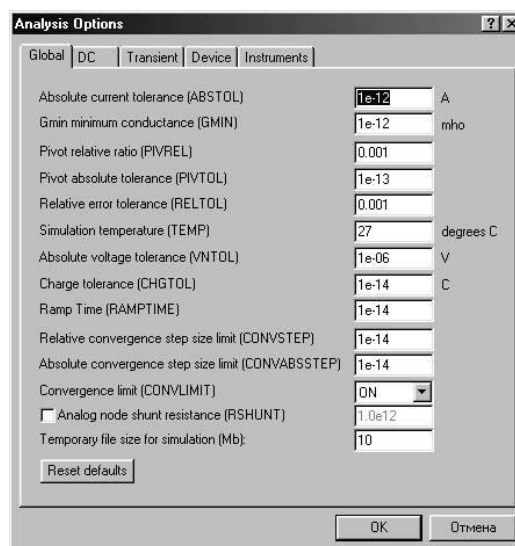 Analysis Options
Global DC Transient Device Instruments
Absolute current tolerance (ABSTOL) 1e-12 A
Gmin minimum conductance (GMIN) 1e-12 mho
Pivot relative ratio (PIVREL) 0.001
Pivot absolute tolerance (PIVTOL) 1e-13
Relative error tolerance (RELTOL) 0.001
Simulation temperature (TEMP) 27 degrees C
Absolute voltage tolerance (VNTOL) 1e-06 V
Charge tolerance (CHGTOL) 1e-14 C
Ramp Time (RAMPTIME) 1e-14
Relative convergence step size limit (CONVSTEP) 1e-14
Absolute convergence step size limit (CONVABSSTEP) 1e-14
Convergence limit (CONVLIMIT) ON
Analog node shunt resistance (RSHUNT) 1.0e12
Temporary file size for simulation (Mb): 10
Reset defaults
OK Отмена